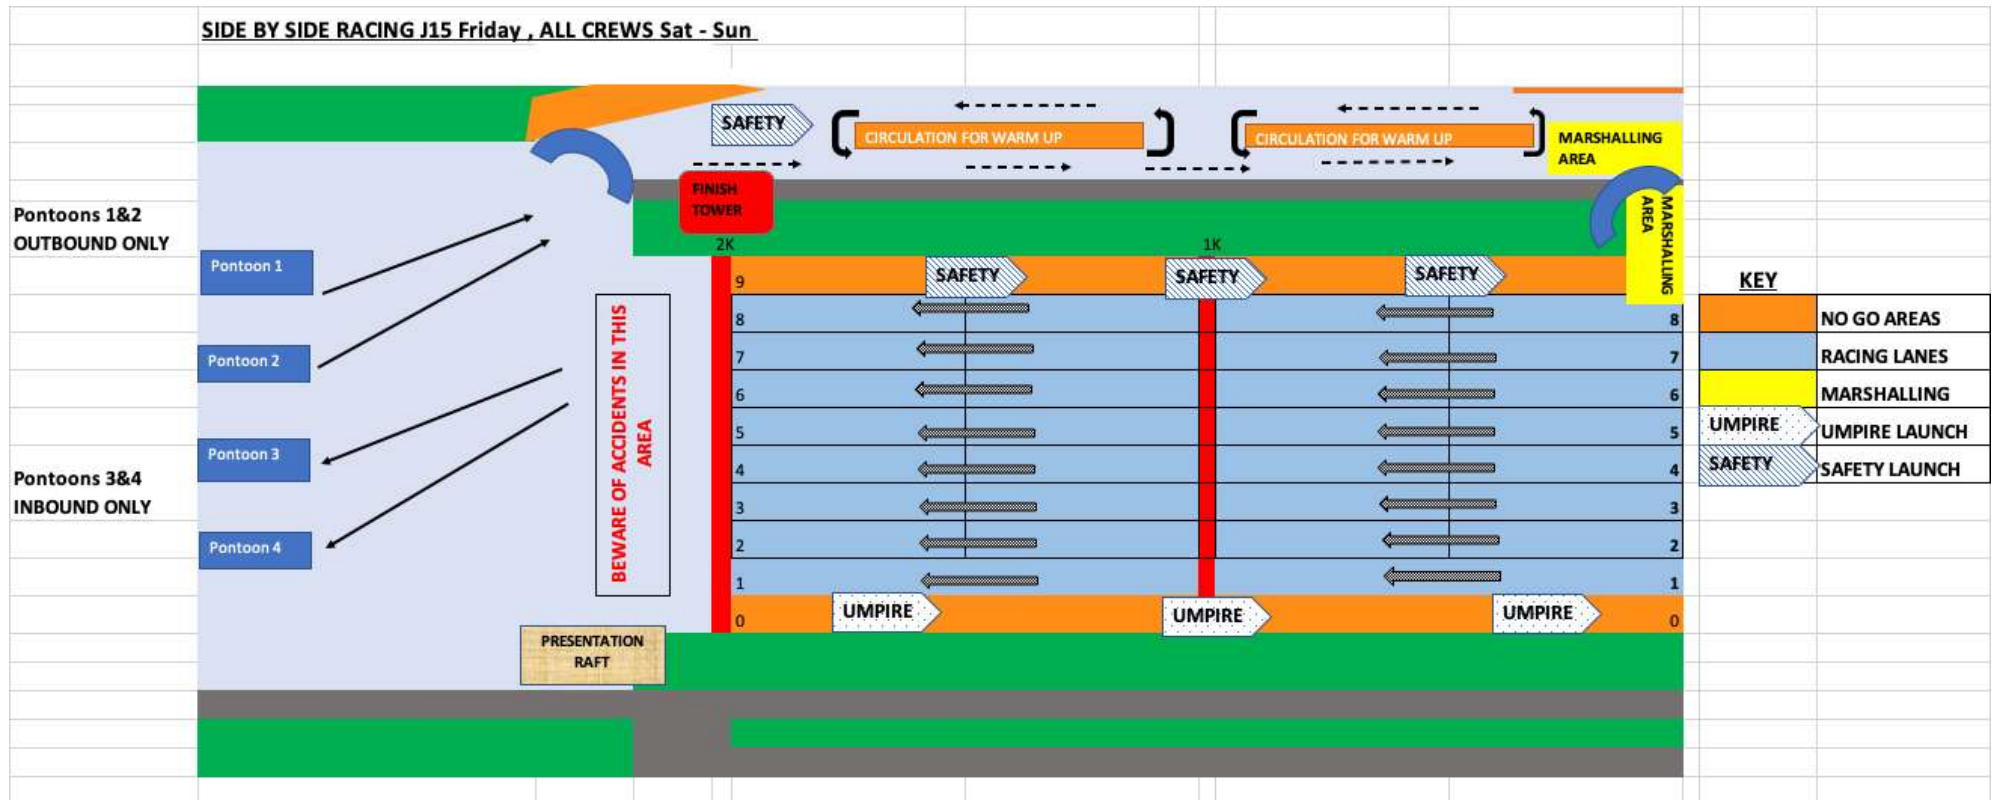 SIDE BY SIDE RACING J15 Friday , ALL CREWS Sat - Sun
SAFETY
CIRCULATION FOR WARM UP
CIRCULATION FOR WARM UP
MARSHALLING
AREA
FINISH
TOWER
MARSHALLING
AREA
Pontoons 1&2
OUTBOUND ONLY
2K
1K
Pontoon 1
SAFETY
SAFETY
SAFETY
9
KEY
8
8
NO GO AREAS
Pontoon 2
7
7
RACING LANES
BEWARE OF ACCIDENTS IN THIS
AREA
6
6
MARSHALLING
5
5
UMPIRE
UMPIRE LAUNCH
Pontoon 3
4
4
SAFETY
SAFETY LAUNCH
Pontoons 3&4
INBOUND ONLY
3
3
Pontoon 4
2
2
1
1
UMPIRE
UMPIRE
UMPIRE
0
0
PRESENTATION
RAFT